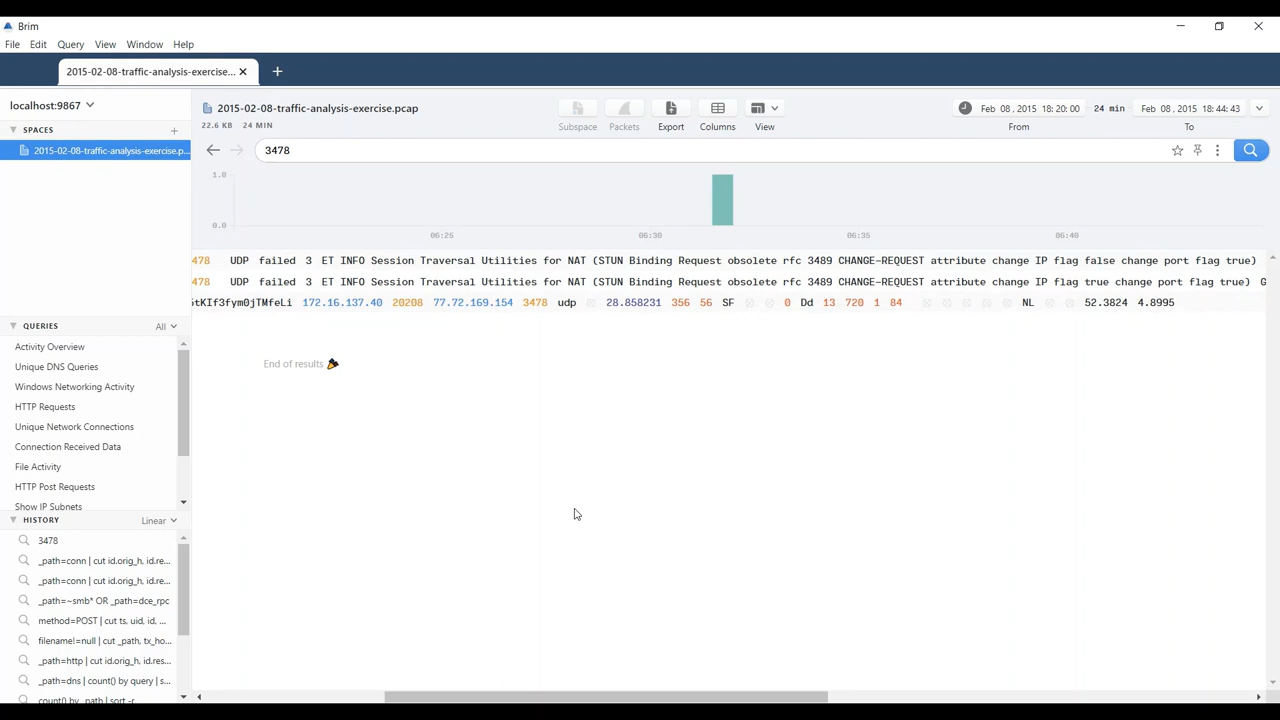 Brim
File Edit Query View Window Help
2015-02-08-traffic-analysis-exercise...
localhost:9867
SPACES
2015-02-08-traffic-analysis-exercise.p...
2015-02-08-traffic-analysis-exercise.pcap
22.6 KB 24 MIN
Subspace Packets Export Columns View
Feb 08 , 2015 18:20:00 24 min Feb 08 , 2015 18:44:43
From To
3478
1.0
0.0
06:25 06:30 06:35 06:40
478 UDP failed 3 ET INFO Session Traversal Utilities for NAT (STUN Binding Request obsolete rfc 3489 CHANGE-REQUEST attribute change IP flag false change port flag true)
478 UDP failed 3 ET INFO Session Traversal Utilities for NAT (STUN Binding Request obsolete rfc 3489 CHANGE-REQUEST attribute change IP flag true change port flag true) G
tKIf3fym0jTMfeLi 172.16.137.40 20208 77.72.169.154 3478 udp 28.858231 356 56 SF 0 Dd 13 720 1 84 NL 52.3824 4.8995
End of results
QUERIES All
Activity Overview
Unique DNS Queries
Windows Networking Activity
HTTP Requests
Unique Network Connections
Connection Received Data
File Activity
HTTP Post Requests
Show IP Subnets
HISTORY Linear
3478
_path=conn | cut id.orig_h, id.re...
_path=conn | cut id.orig_h, id.re...
_path=~smb* OR _path=dce_rpc
method=POST | cut ts, uid, id, ...
filename!=null | cut _path, tx_ho...
_path=http | cut id.orig_h, id.res...
_path=dns | count() by query | s...
count() by _path | sort -r